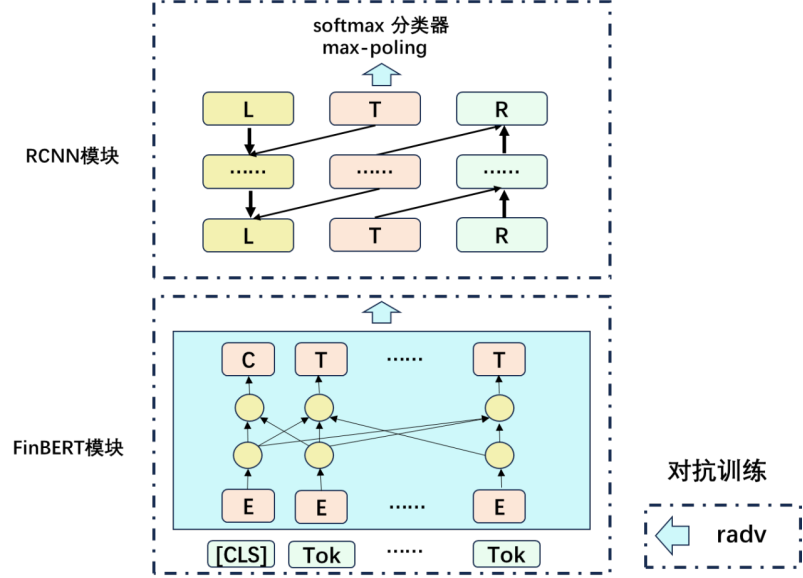 softmax 分类器
max-poling
L T R
RCNN模块
…… …… ……
L T R
C T …… T
FinBERT模块
对抗训练
E E …… E
radv
[CLS] Tok …… Tok